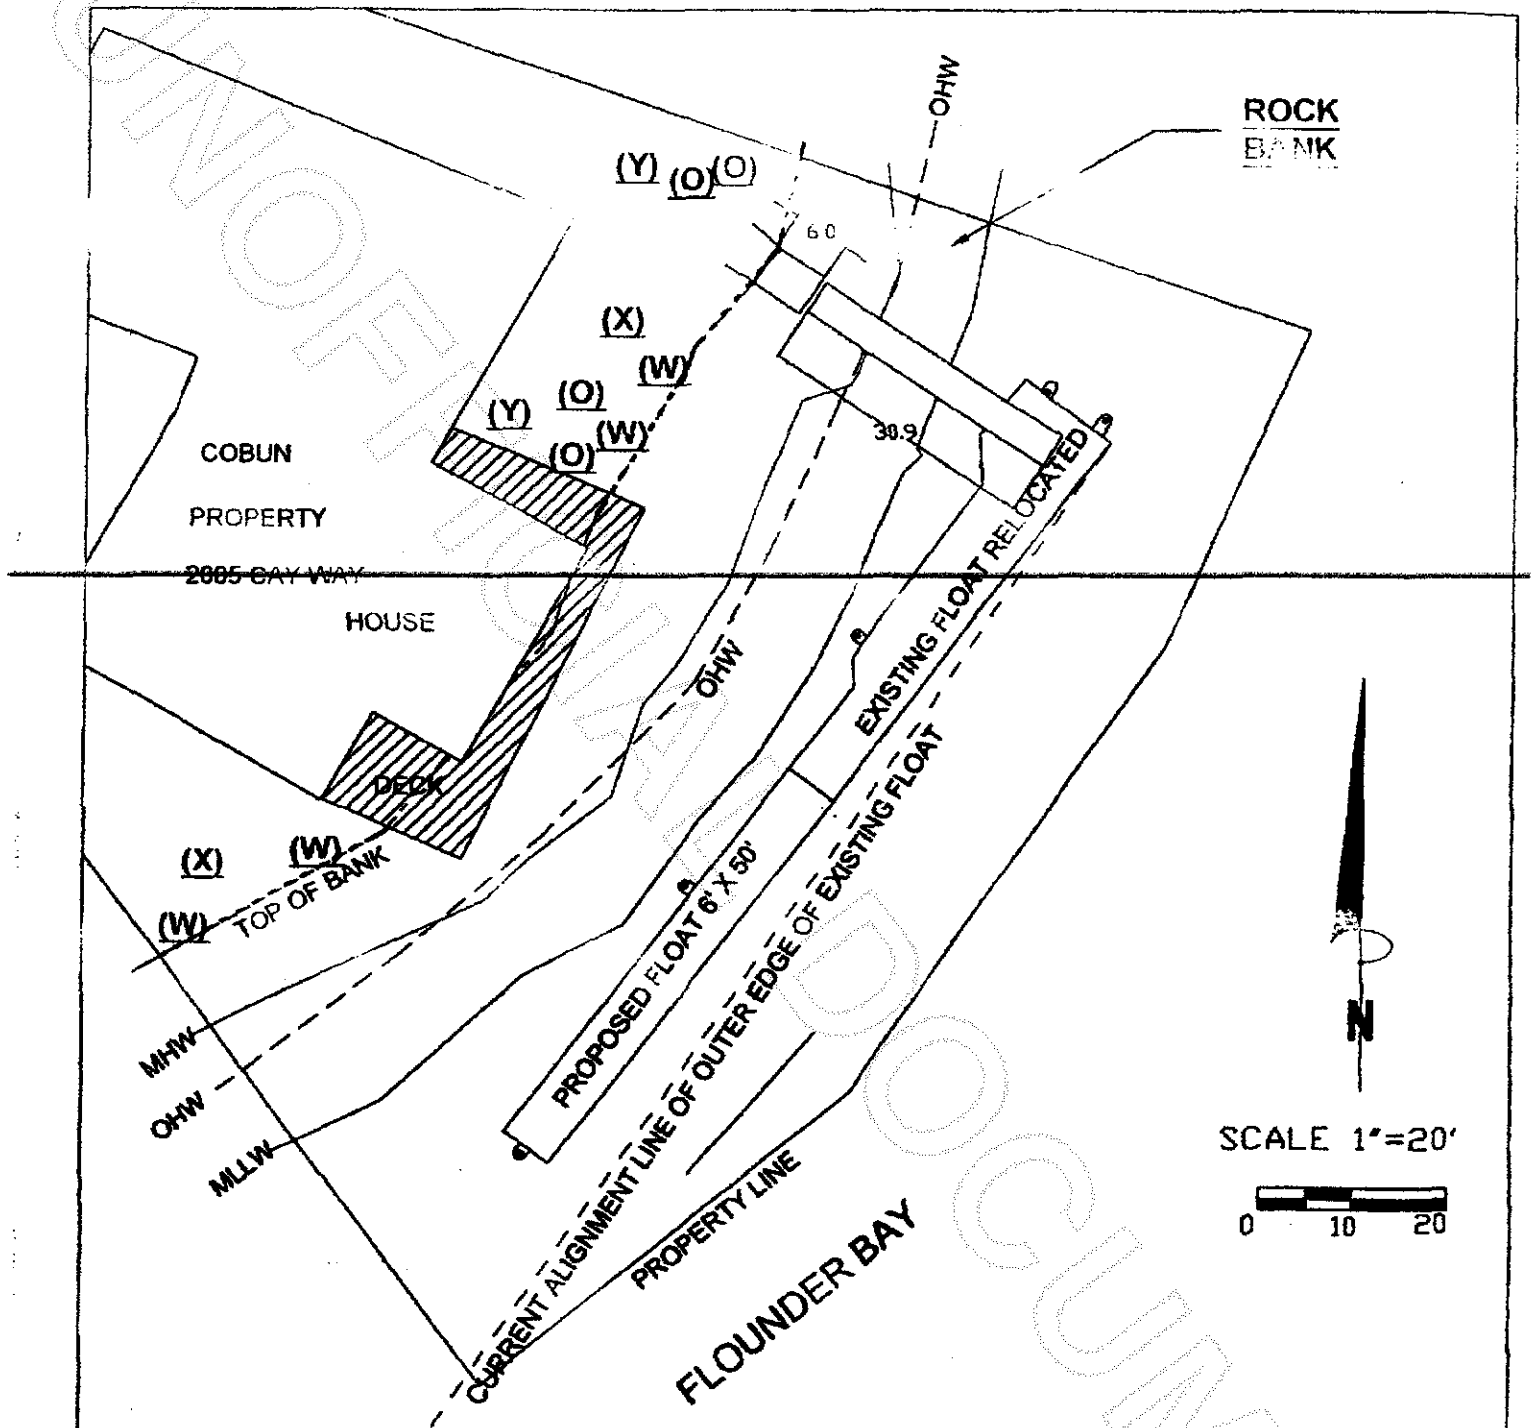 OHW
ROCK
BANK
(Y) (O) (O)
6.0
(X)
(W)
(O)
(Y)
(W)
(O)
30.9
COBUN
PROPERTY
HOUSE
OHW
EXISTING FLOAT RELOCATED
DECK
(X)
(W)
(W)
TOP OF BANK
PROPOSED FLOAT 6' X 50'
CURRENT ALIGNMENT LINE OF OUTER EDGE OF EXISTING FLOAT
MHW
OHW
MLLW
PROPERTY LINE
FLOUNDER BAY
N
SCALE 1"=20'
0 10 20
UNOFFICIAL DOCUM